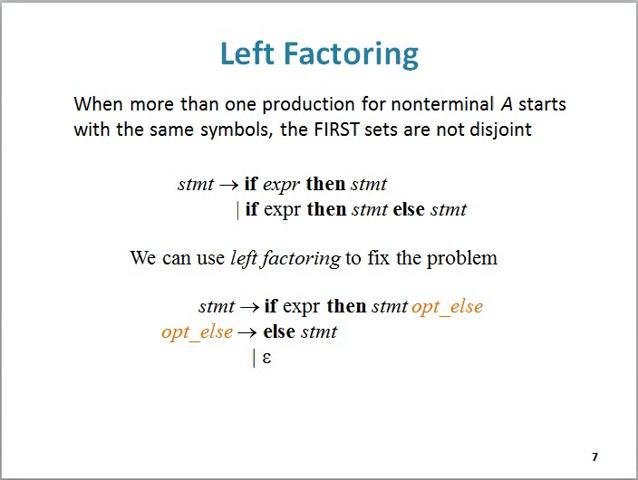 Left Factoring
When more than one production for nonterminal A starts
with the same symbols, the FIRST sets are not disjoint
stmt → if expr then stmt
| if expr then stmt else stmt
We can use left factoring to fix the problem
stmt → if expr then stmt opt_else
opt_else → else stmt
| ε
7